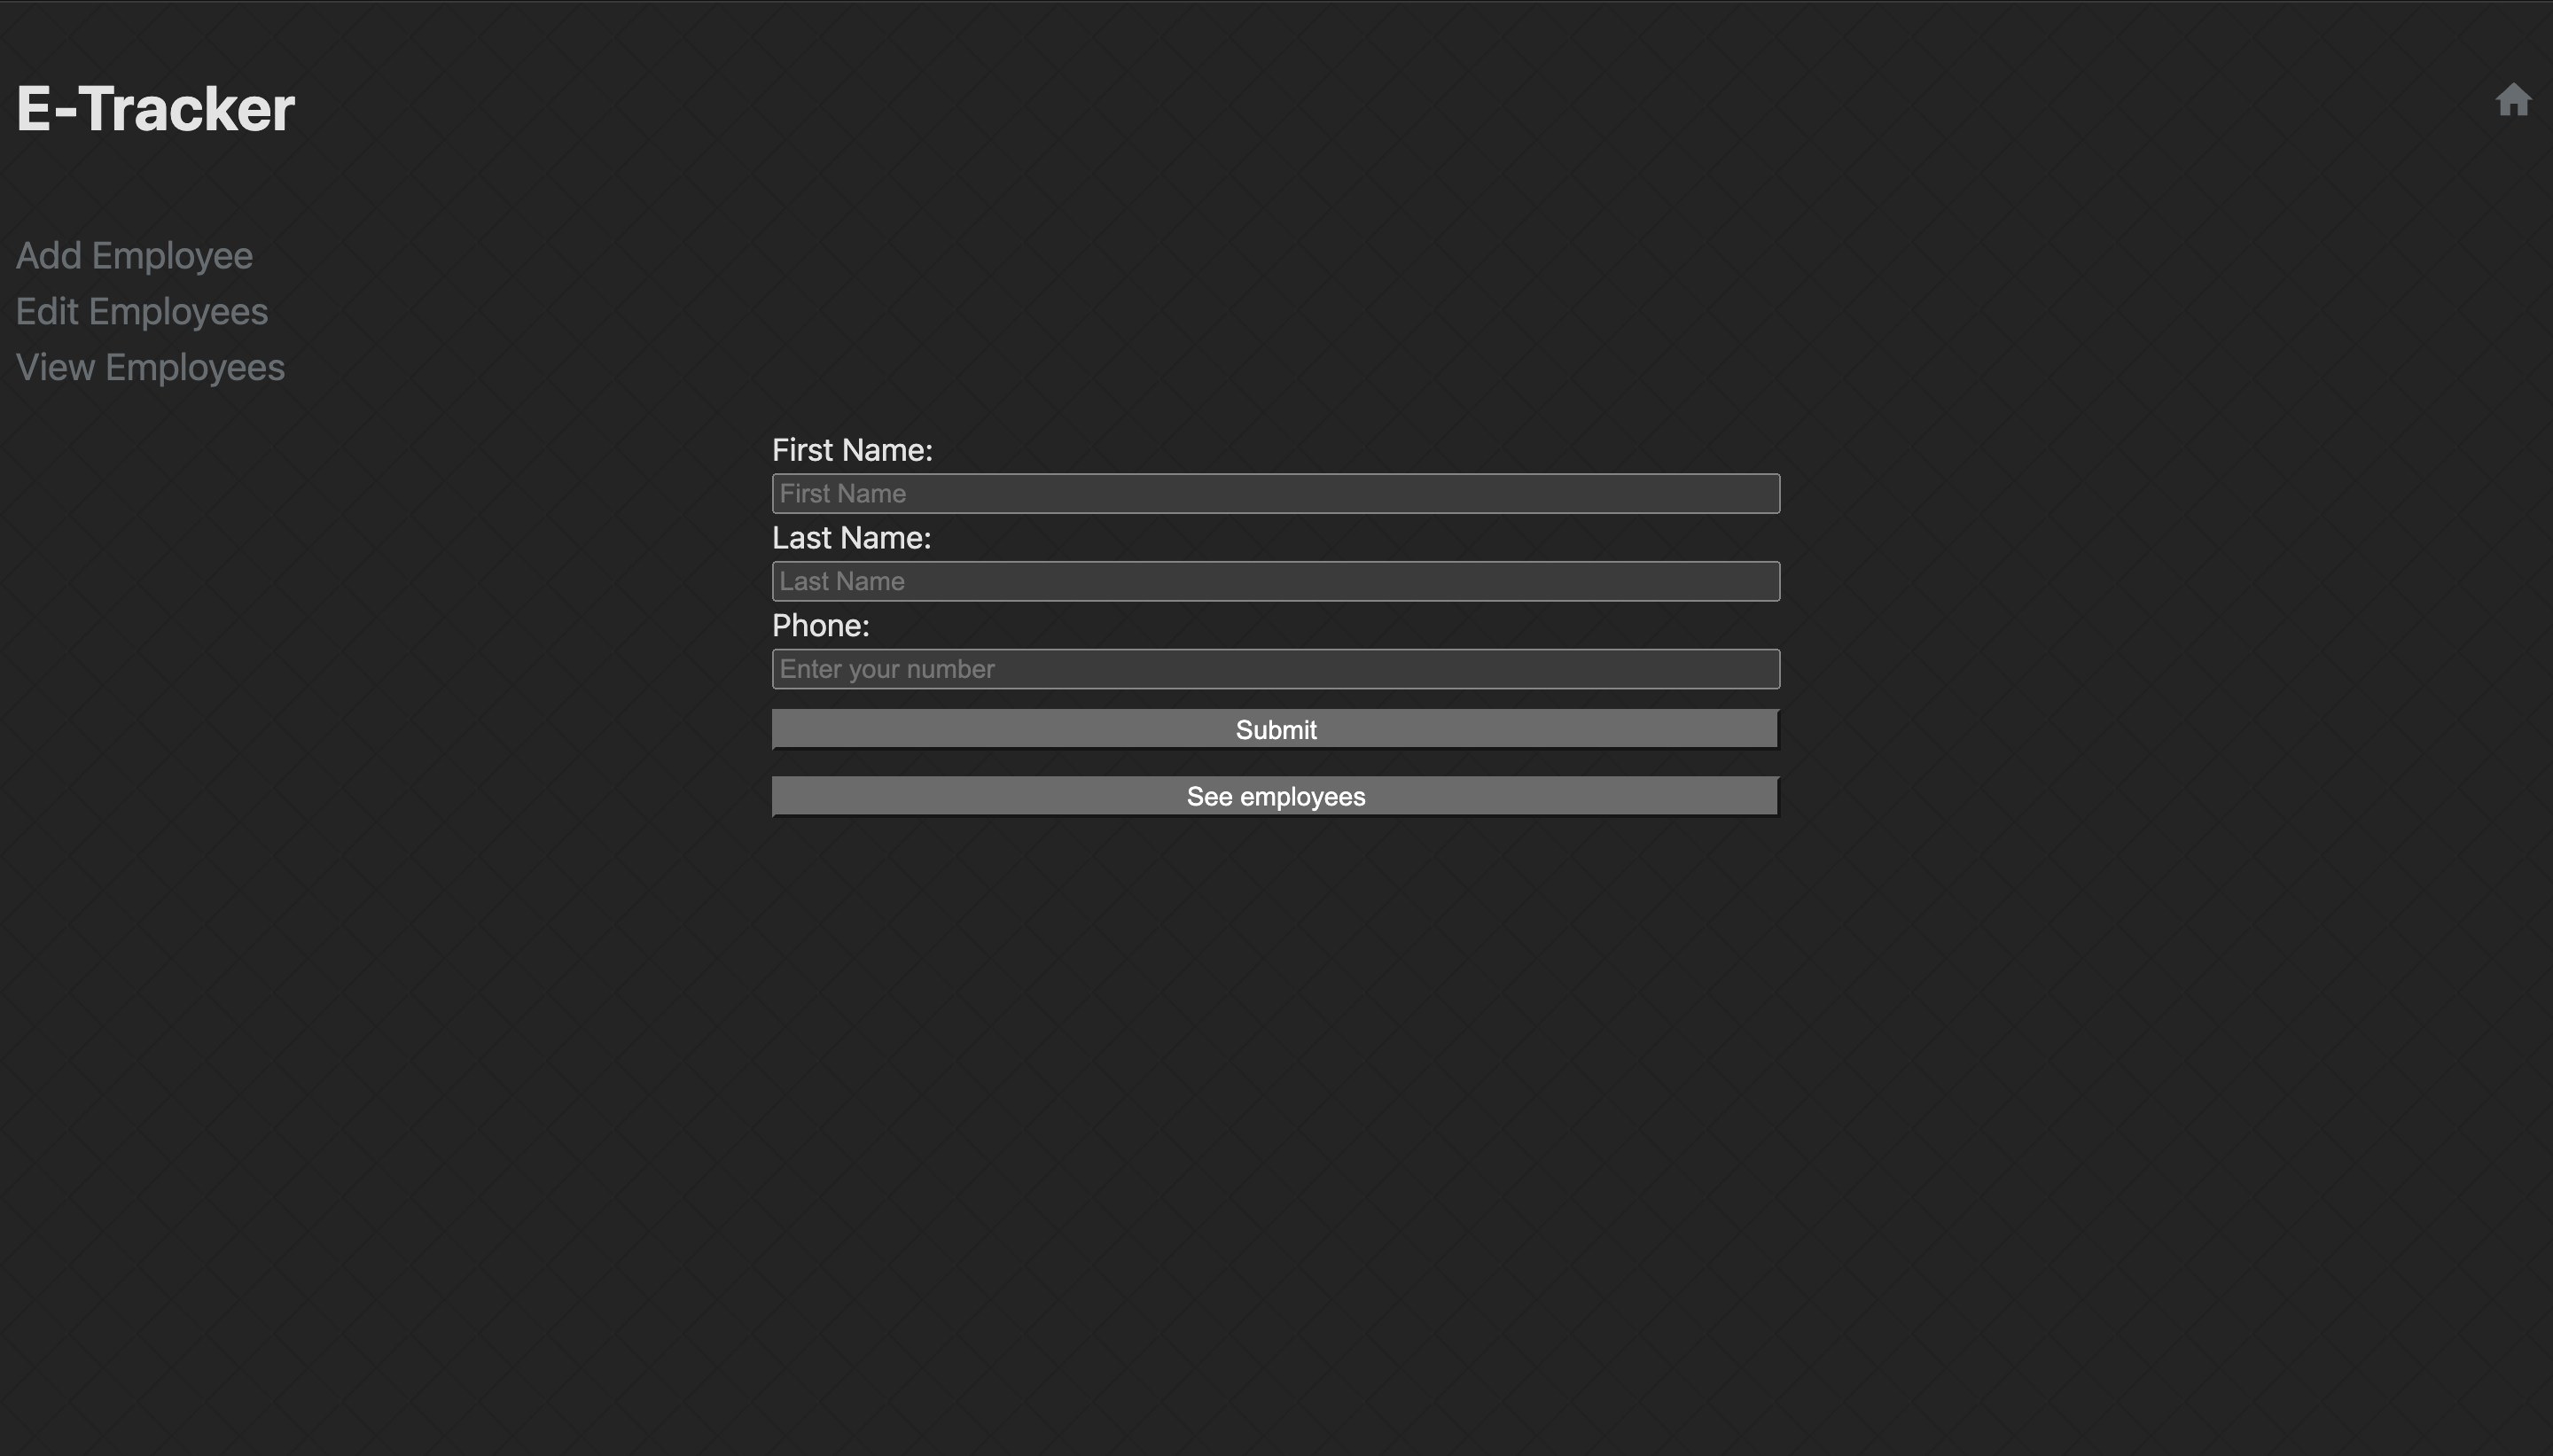 E-Tracker
Add Employee
Edit Employees
View Employees
First Name:
First Name
Last Name:
Last Name
Phone:
Enter your number
Submit
See employees